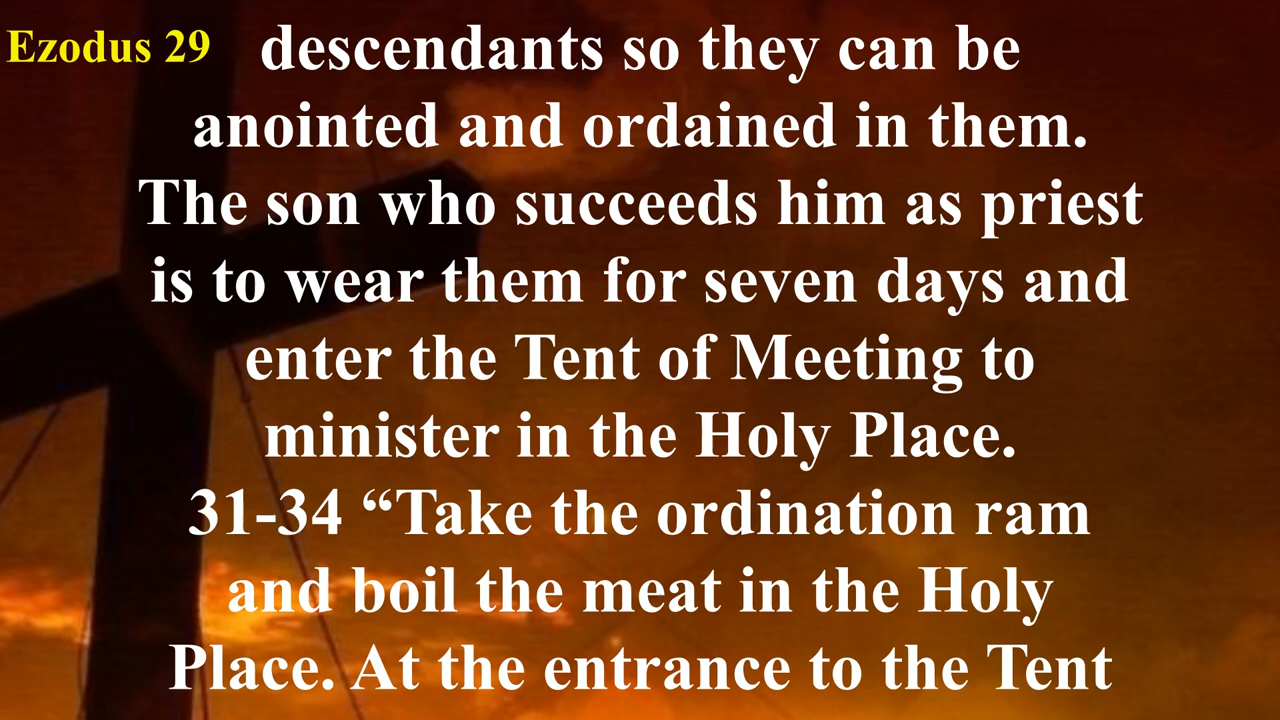 Ezodus 29
descendants so they can be
anointed and ordained in them.
The son who succeeds him as priest
is to wear them for seven days and
enter the Tent of Meeting to
minister in the Holy Place.
31-34 “Take the ordination ram
and boil the meat in the Holy
Place. At the entrance to the Tent